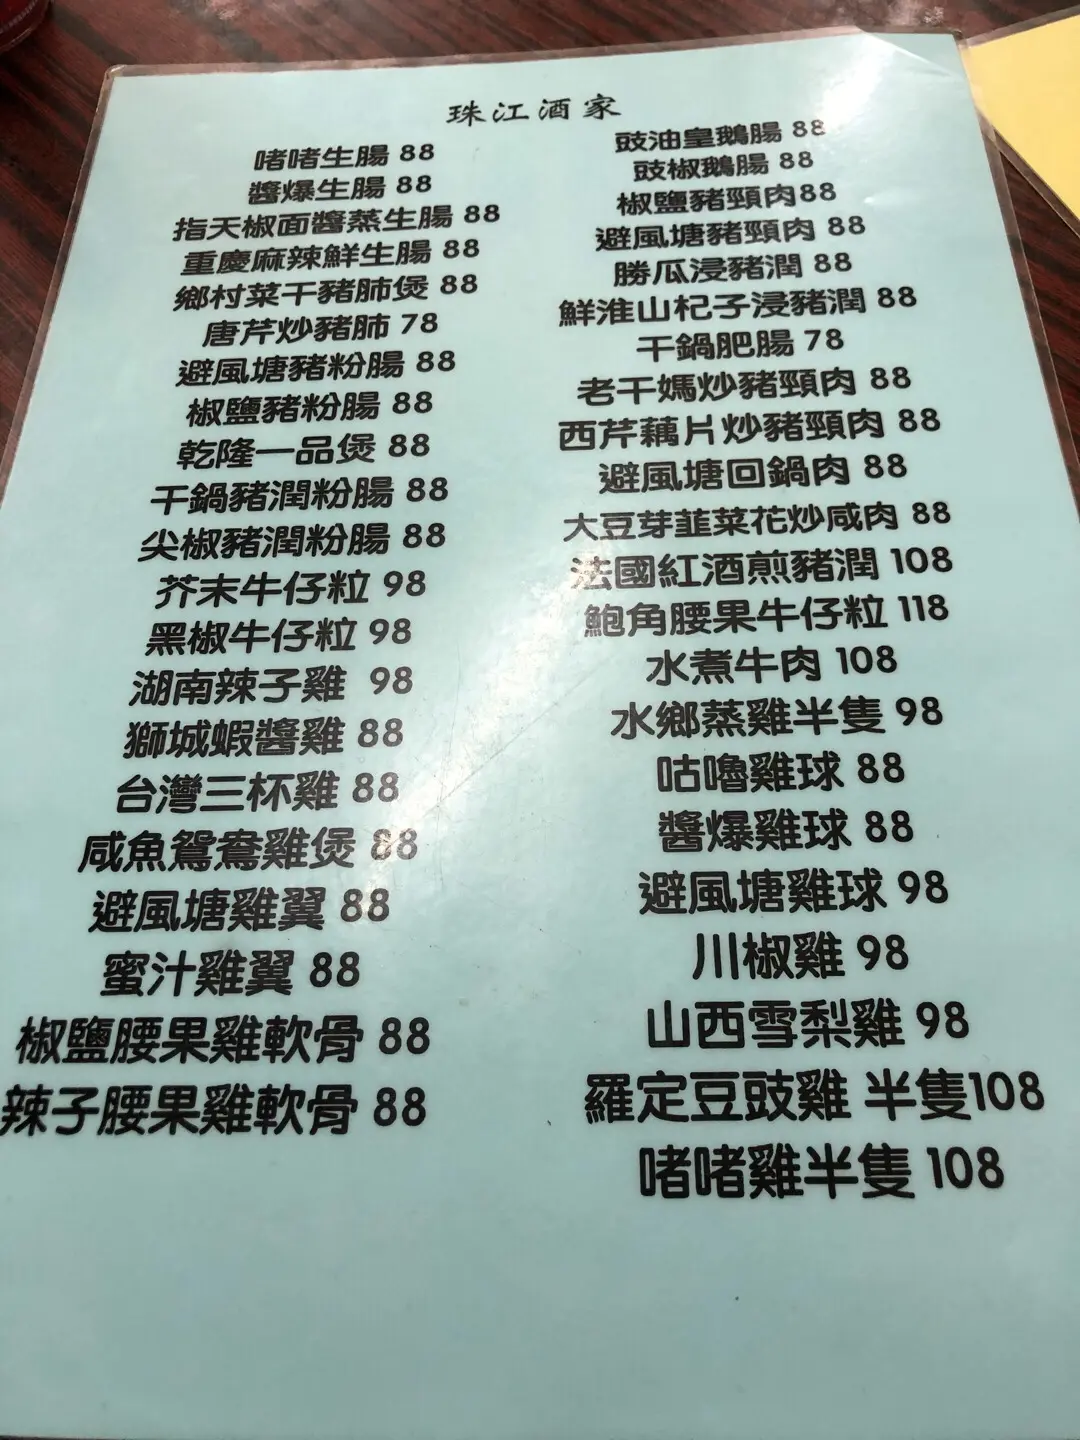 珠江酒家
啫啫生腸 88
醬爆生腸 88
指天椒面醬蒸生腸 88
重慶麻辣鮮生腸 88
鄉村菜干豬肺煲 88
唐芹炒豬肺 78
避風塘豬粉腸 88
椒鹽豬粉腸 88
乾隆一品煲 88
干鍋豬潤粉腸 88
尖椒豬潤粉腸 88
芥末牛仔粒 98
黑椒牛仔粒 98
湖南辣子雞 98
獅城蝦醬雞 88
台灣三杯雞 88
咸魚鴛鴦雞煲 88
避風塘雞翼 88
蜜汁雞翼 88
椒鹽腰果雞軟骨 88
辣子腰果雞軟骨 88
豉油皇鵝腸 88
豉椒鵝腸 88
椒鹽豬頸肉88
避風塘豬頸肉 88
勝瓜浸豬潤 88
鮮淮山杞子浸豬潤 88
干鍋肥腸 78
老干媽炒豬頸肉 88
西芹藕片炒豬頸肉 88
避風塘回鍋肉 88
大豆芽韮菜花炒咸肉 88
法國紅酒煎豬潤 108
鮑角腰果牛仔粒 118
水煮牛肉 108
水鄉蒸雞半隻 98
咕嚕雞球 88
醬爆雞球 88
避風塘雞球 98
川椒雞 98
山西雪梨雞 98
羅定豆豉雞 半隻108
啫啫雞半隻 108